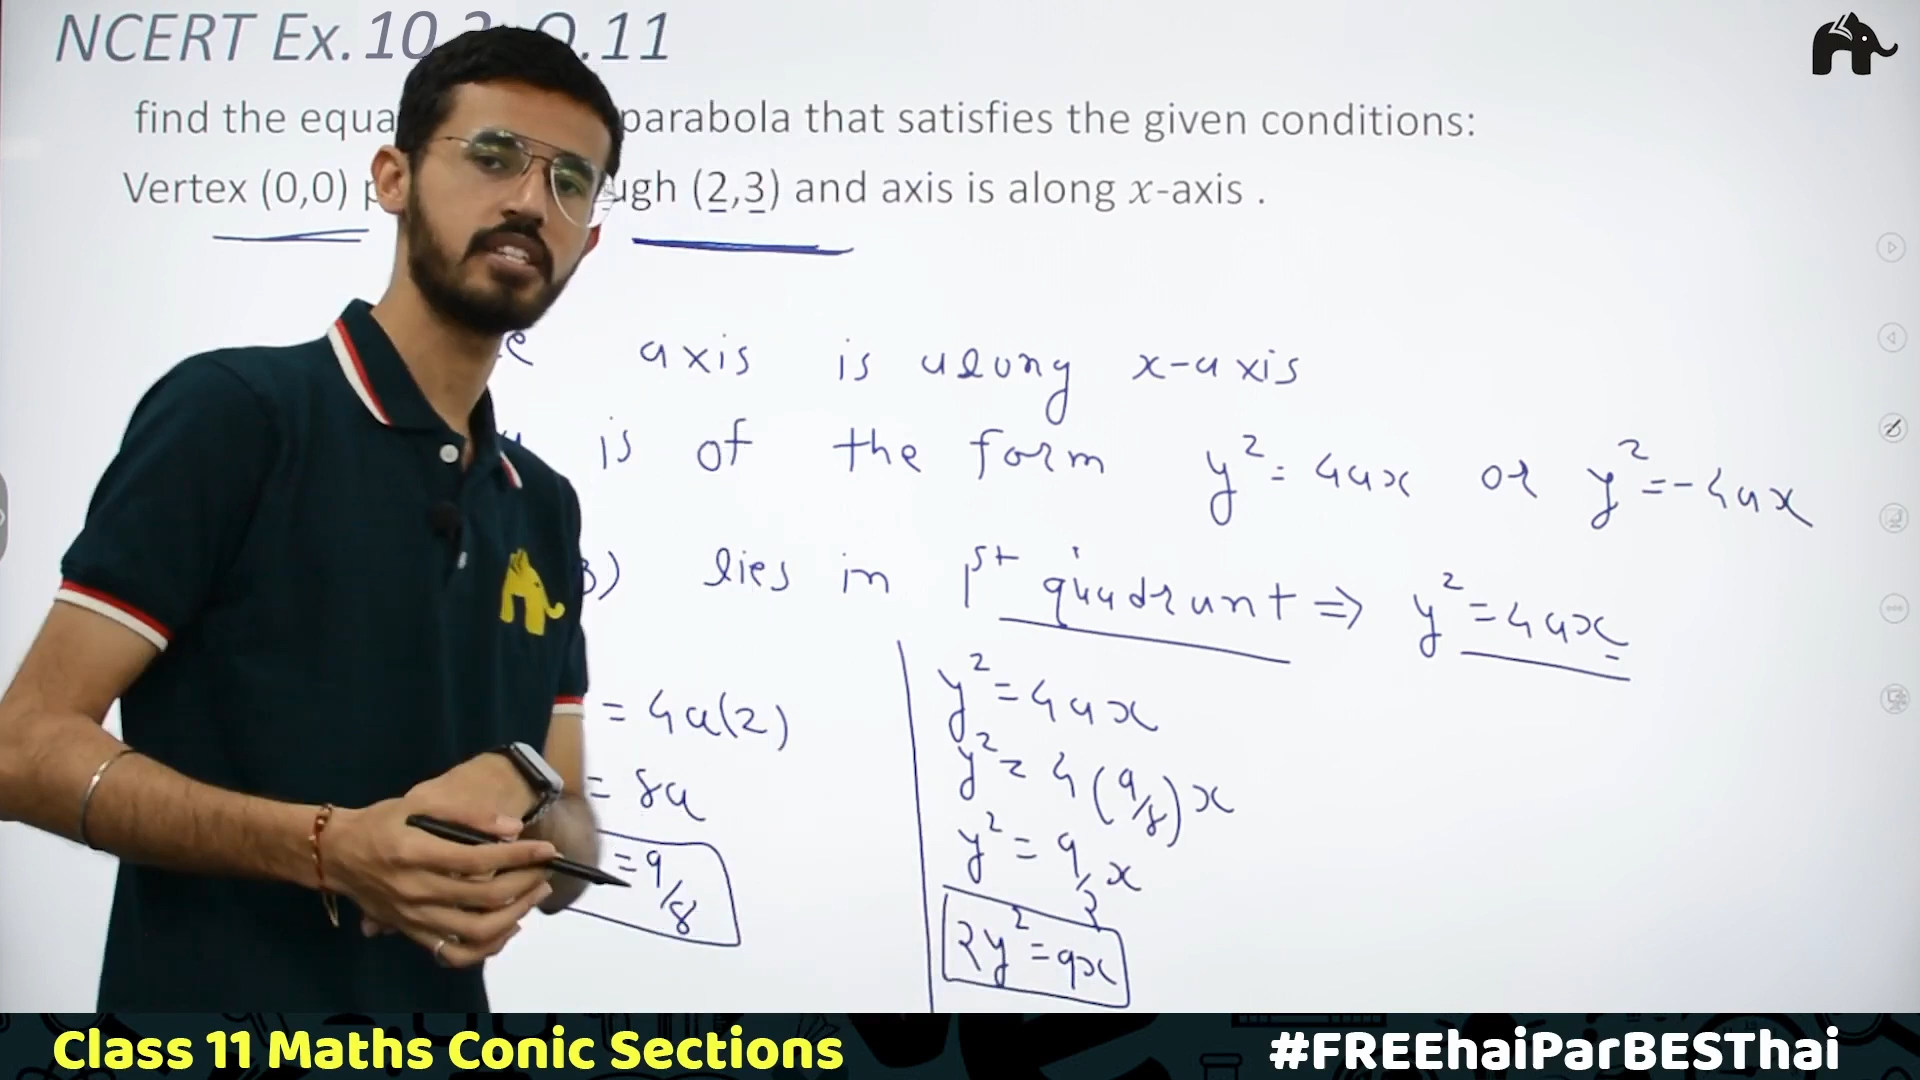 NCERT Ex.10 Q.11
find the equa parabola that satisfies the given conditions:
Vertex (0,0) p ugh (2,3) and axis is along x-axis .
axis is along x-axis
is of the form y² = 4ax or y² = -4ax
3) lies in 1st quadrant ⇒ y² = 4ax
= 4a(2)
= 8a
= 9/8
y² = 4ax
y² = 4(9/8)x
y² = 9/2 x
2y² = 9x
Class 11 Maths Conic Sections
#FREEhaiParBESThai